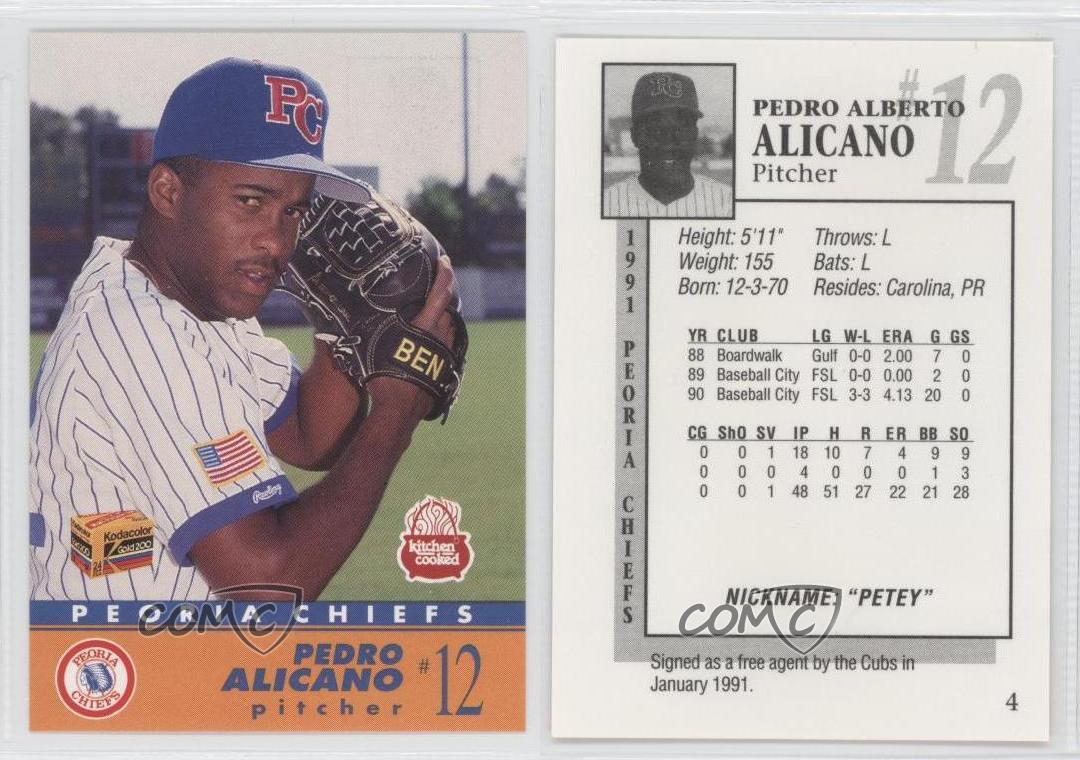 PC
BEN
Rawlings
Kodacolor
Gold 200
24
kitchen
cooked
PEORIA CHIEFS
PEORIA
CHIEFS
PEDRO
ALICANO
pitcher
#12
COMC
#12
PEDRO ALBERTO
ALICANO
Pitcher
1991 PEORIA CHIEFS
Height: 5'11" Throws: L
Weight: 155 Bats: L
Born: 12-3-70 Resides: Carolina, PR
YR CLUB LG W-L ERA G GS
88 Boardwalk Gulf 0-0 2.00 7 0
89 Baseball City FSL 0-0 0.00 2 0
90 Baseball City FSL 3-3 4.13 20 0
CG ShO SV IP H R ER BB SO
0 0 1 18 10 7 4 9 9
0 0 0 4 0 0 0 1 3
0 0 1 48 51 27 22 21 28
NICKNAME: "PETEY"
COMC
Signed as a free agent by the Cubs in
January 1991.
4